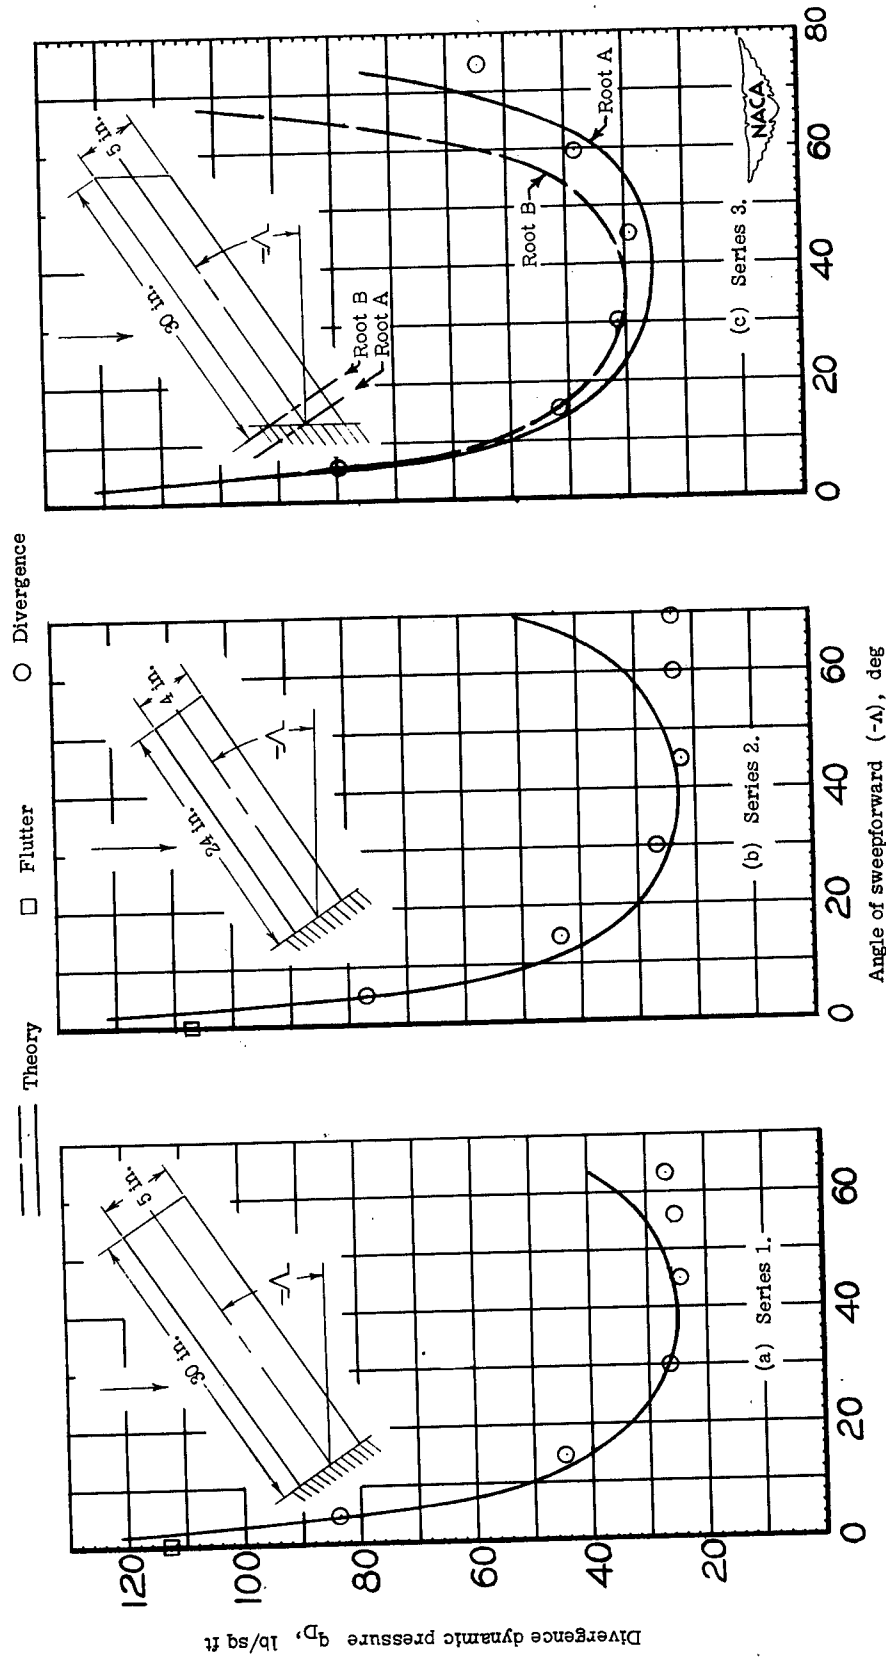 Theory
Flutter
Divergence
Divergence dynamic pressure qD, lb/sq ft
120
100
80
60
40
20
30 in.
5 in.
-Λ
(a) Series 1.
0
20
40
60
24 in.
4 in.
-Λ
(b) Series 2.
0
20
40
60
30 in.
5 in.
-Λ
Root B
Root A
Root B
Root A
(c) Series 3.
NACA
0
20
40
60
80
Angle of sweepforward (-Λ), deg